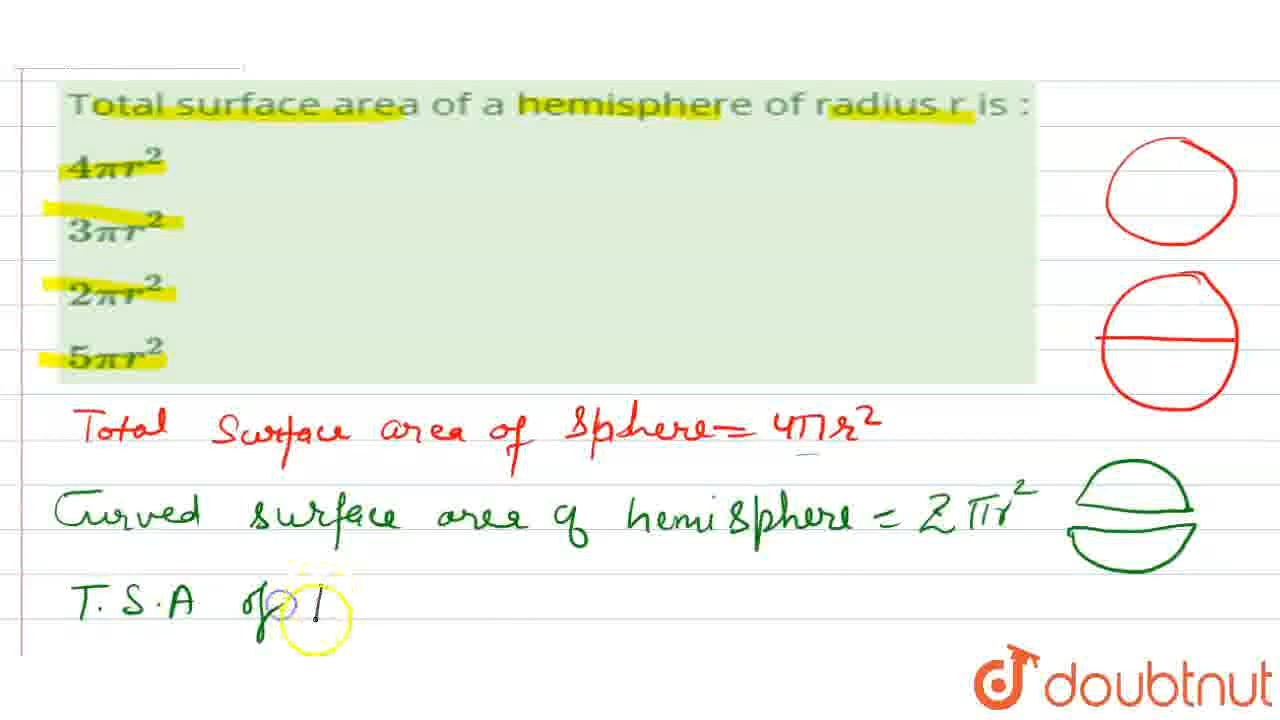 Total surface area of a hemisphere of radius r is :
4πr²
3πr²
2πr²
5πr²
Total surface area of sphere = 4πr²
Curved surface area of hemisphere = 2πr²
T.S.A of
doubtnut